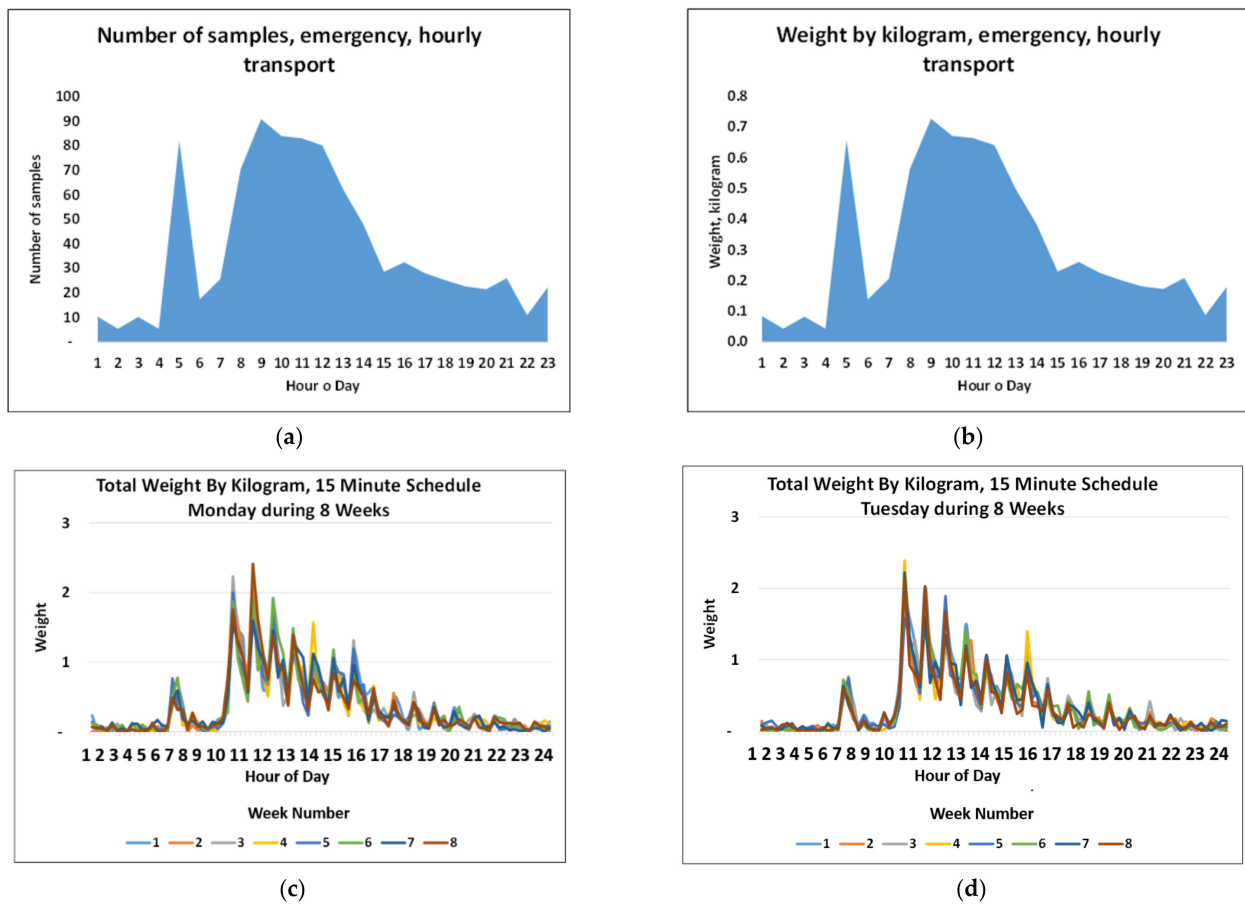 Number of samples, emergency, hourly
transport
Number of samples
100
90
80
70
60
50
40
30
20
10
-
1 2 3 4 5 6 7 8 9 10 11 12 13 14 15 16 17 18 19 20 21 22 23
Hour o Day
(a)
Weight by kilogram, emergency, hourly
transport
Weight, kilogram
0.8
0.7
0.6
0.5
0.4
0.3
0.2
0.1
0.0
1 2 3 4 5 6 7 8 9 10 11 12 13 14 15 16 17 18 19 20 21 22 23
Hour o Day
(b)
Total Weight By Kilogram, 15 Minute Schedule
Monday during 8 Weeks
Weight
3
2
1
-
1 2 3 4 5 6 7 8 9 10 11 12 13 14 15 16 17 18 19 20 21 22 23 24
Hour of Day
Week Number
1 2 3 4 5 6 7 8
(c)
Total Weight By Kilogram, 15 Minute Schedule
Tuesday during 8 Weeks
Weight
3
2
1
-
1 2 3 4 5 6 7 8 9 10 11 12 13 14 15 16 17 18 19 20 21 22 23 24
Hour of Day
Week Number
1 2 3 4 5 6 7 8
(d)